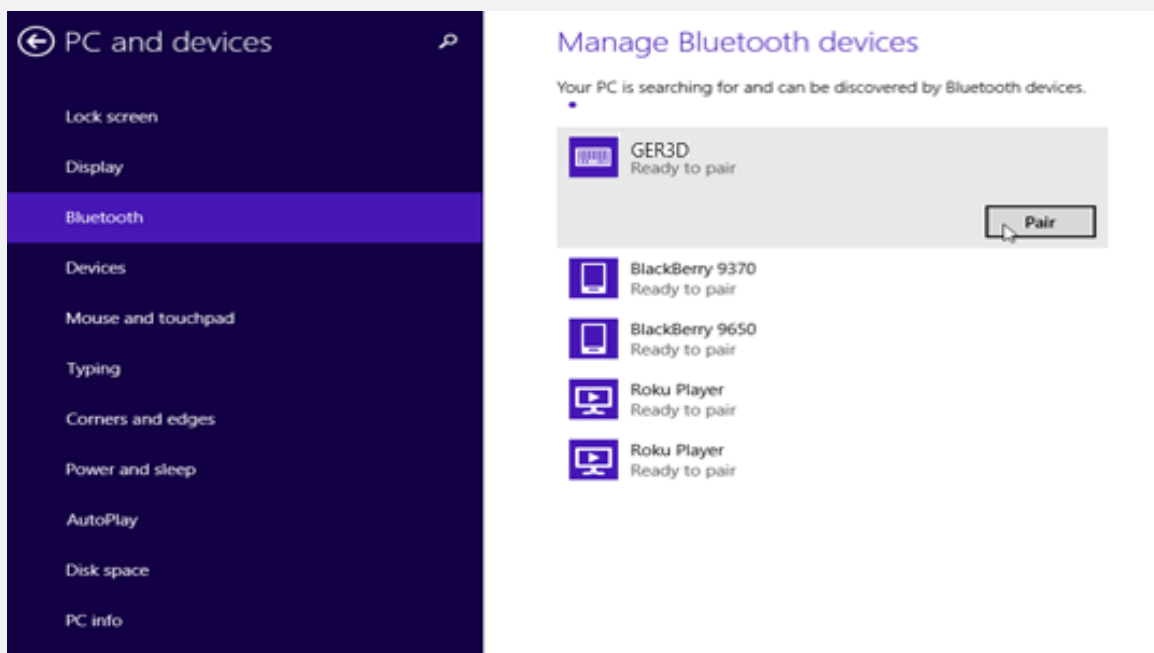 PC and devices
Lock screen
Display
Bluetooth
Devices
Mouse and touchpad
Typing
Corners and edges
Power and sleep
AutoPlay
Disk space
PC info
Manage Bluetooth devices
Your PC is searching for and can be discovered by Bluetooth devices.
GER3D
Ready to pair
Pair
BlackBerry 9370
Ready to pair
BlackBerry 9650
Ready to pair
Roku Player
Ready to pair
Roku Player
Ready to pair